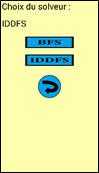 Choix du solveur :
IDDFS
BFS
IDDFS